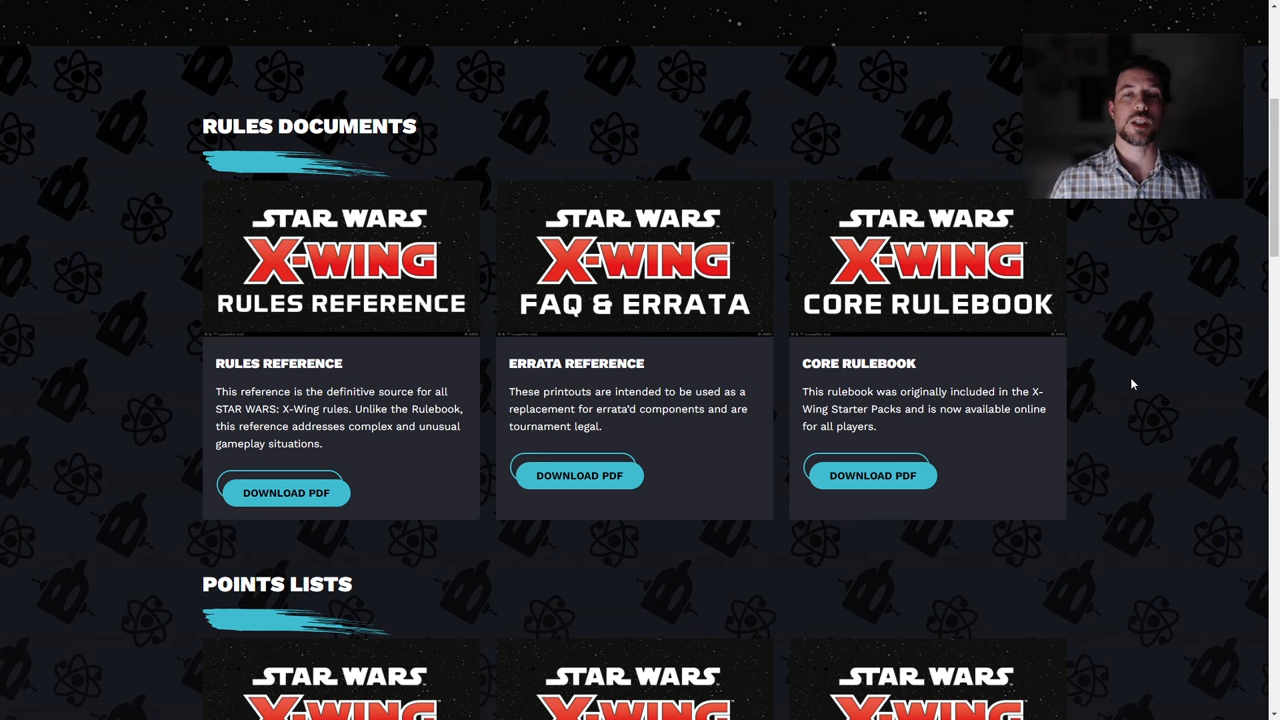 RULES DOCUMENTS
STAR WARS
X-WING
RULES REFERENCE
STAR WARS
X-WING
FAQ & ERRATA
STAR WARS
X-WING
CORE RULEBOOK
RULES REFERENCE
This reference is the definitive source for all
STAR WARS: X-Wing rules. Unlike the Rulebook,
this reference addresses complex and unusual
gameplay situations.
DOWNLOAD PDF
ERRATA REFERENCE
These printouts are intended to be used as a
replacement for errata’d components and are
tournament legal.
DOWNLOAD PDF
CORE RULEBOOK
This rulebook was originally included in the X-
Wing Starter Packs and is now available online
for all players.
DOWNLOAD PDF
POINTS LISTS
STAR WARS
X-WING
STAR WARS
X-WING
STAR WARS
X-WING